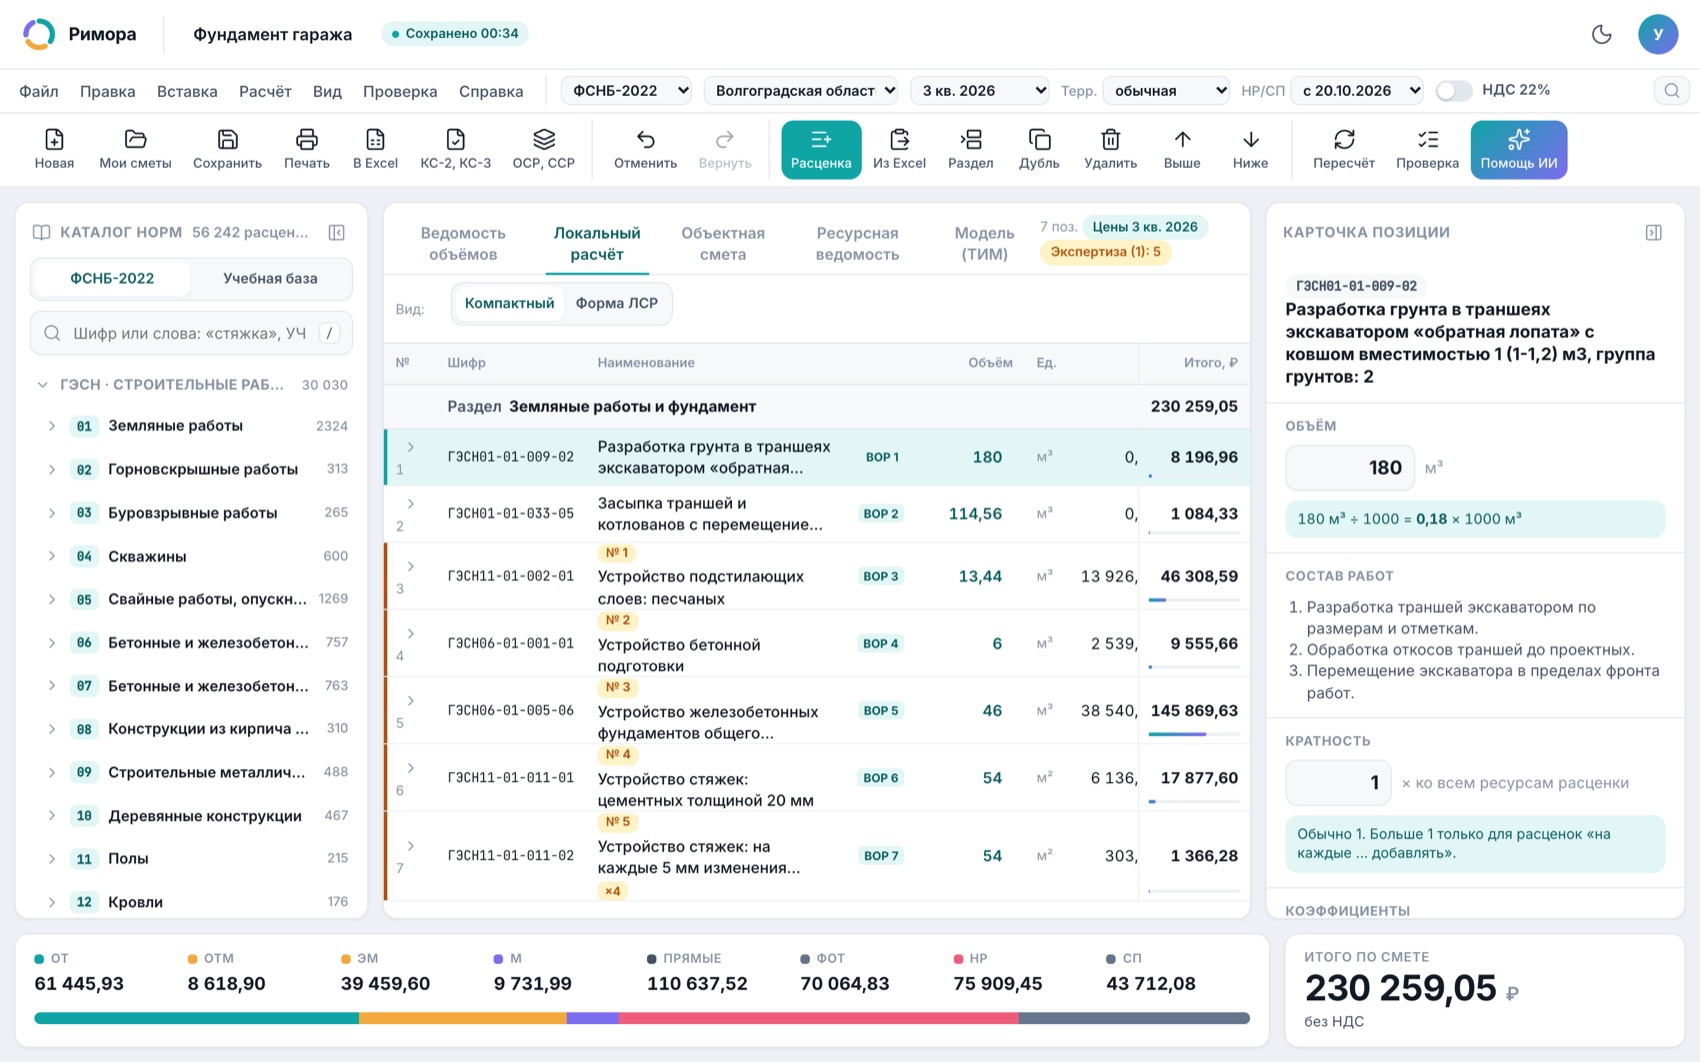 Римора
Фундамент гаража
Сохранено 00:34
У
Файл Правка Вставка Расчёт Вид Проверка Справка
ФСНБ-2022
Волгоградская област
3 кв. 2026
Терр. обычная
НР/СП с 20.10.2026
НДС 22%
Новая
Мои сметы
Сохранить
Печать
В Excel
КС-2, КС-3
ОСР, ССР
Отменить
Вернуть
Расценка
Из Excel
Раздел
Дубль
Удалить
Выше
Ниже
Пересчёт
Проверка
Помощь ИИ
КАТАЛОГ НОРМ 56 242 расцен...
ФСНБ-2022
Учебная база
Шифр или слова: «стяжка», УЧ /
ГЭСН · СТРОИТЕЛЬНЫЕ РАБ... 30 030
01 Земляные работы 2324
02 Горновскрышные работы 313
03 Буровзрывные работы 265
04 Скважины 600
05 Свайные работы, опускн... 1269
06 Бетонные и железобетон... 757
07 Бетонные и железобетон... 763
08 Конструкции из кирпича ... 310
09 Строительные металлич... 488
10 Деревянные конструкции 467
11 Полы 215
12 Кровли 176
Ведомость
объёмов
Локальный
расчёт
Объектная
смета
Ресурсная
ведомость
Модель
(ТИМ)
7 поз. Цены 3 кв. 2026
Экспертиза (1): 5
Вид: Компактный Форма ЛСР
№ Шифр Наименование Объём Ед. Итого, ₽
Раздел Земляные работы и фундамент 230 259,05
1 ГЭСН01-01-009-02
Разработка грунта в траншеях
экскаватором «обратная...
ВОР 1 180 м³ 0, 8 196,96
2 ГЭСН01-01-033-05
Засыпка траншей и
котлованов с перемещение...
ВОР 2 114,56 м³ 0, 1 084,33
№ 1
3 ГЭСН11-01-002-01
Устройство подстилающих
слоев: песчаных
ВОР 3 13,44 м³ 13 926, 46 308,59
№ 2
4 ГЭСН06-01-001-01
Устройство бетонной
подготовки
ВОР 4 6 м³ 2 539, 9 555,66
№ 3
5 ГЭСН06-01-005-06
Устройство железобетонных
фундаментов общего...
ВОР 5 46 м³ 38 540, 145 869,63
№ 4
6 ГЭСН11-01-011-01
Устройство стяжек:
цементных толщиной 20 мм
ВОР 6 54 м² 6 136, 17 877,60
№ 5
7 ГЭСН11-01-011-02
Устройство стяжек: на
каждые 5 мм изменения...
×4
ВОР 7 54 м² 303, 1 366,28
КАРТОЧКА ПОЗИЦИИ
ГЭСН01-01-009-02
Разработка грунта в траншеях
экскаватором «обратная лопата» с
ковшом вместимостью 1 (1-1,2) м3, группа
грунтов: 2
ОБЪЁМ
180 м³
180 м³ ÷ 1000 = 0,18 × 1000 м³
СОСТАВ РАБОТ
1. Разработка траншей экскаватором по
размерам и отметкам.
2. Обработка откосов траншей до проектных.
3. Перемещение экскаватора в пределах фронта
работ.
КРАТНОСТЬ
1 × ко всем ресурсам расценки
Обычно 1. Больше 1 только для расценок «на
каждые ... добавлять».
КОЭФФИЦИЕНТЫ
ОТ ОТМ ЭМ М ПРЯМЫЕ ФОТ НР СП
61 445,93 8 618,90 39 459,60 9 731,99 110 637,52 70 064,83 75 909,45 43 712,08
ИТОГО ПО СМЕТЕ
230 259,05 ₽
без НДС